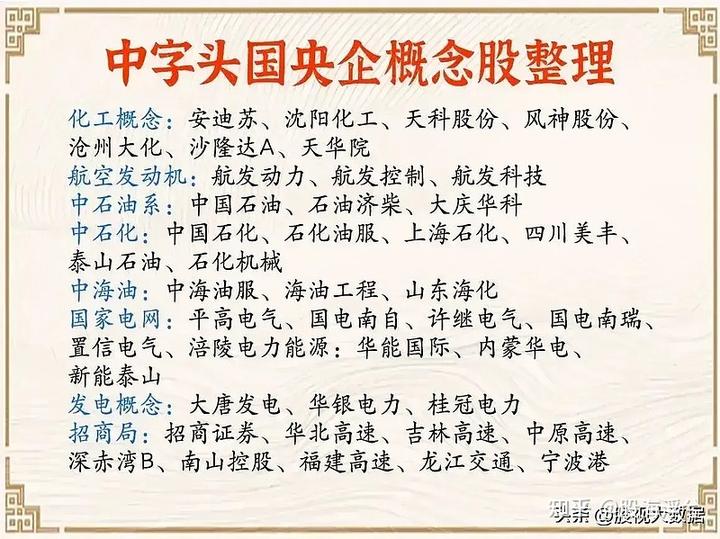 中字头国央企概念股整理
化工概念：安迪苏、沈阳化工、天科股份、风神股份、
沧州大化、沙隆达A、天华院
航空发动机：航发动力、航发控制、航发科技
中石油系：中国石油、石油济柴、大庆华科
中石化：中国石化、石化油服、上海石化、四川美丰、
泰山石油、石化机械
中海油：中海油服、海油工程、山东海化
国家电网：平高电气、国电南自、许继电气、国电南瑞、
置信电气、涪陵电力能源：华能国际、内蒙华电、
新能泰山
发电概念：大唐发电、华银电力、桂冠电力
招商局：招商证券、华北高速、吉林高速、中原高速、
深赤湾B、南山控股、福建高速、龙江交通、宁波港
知乎
头条 @股视大数据